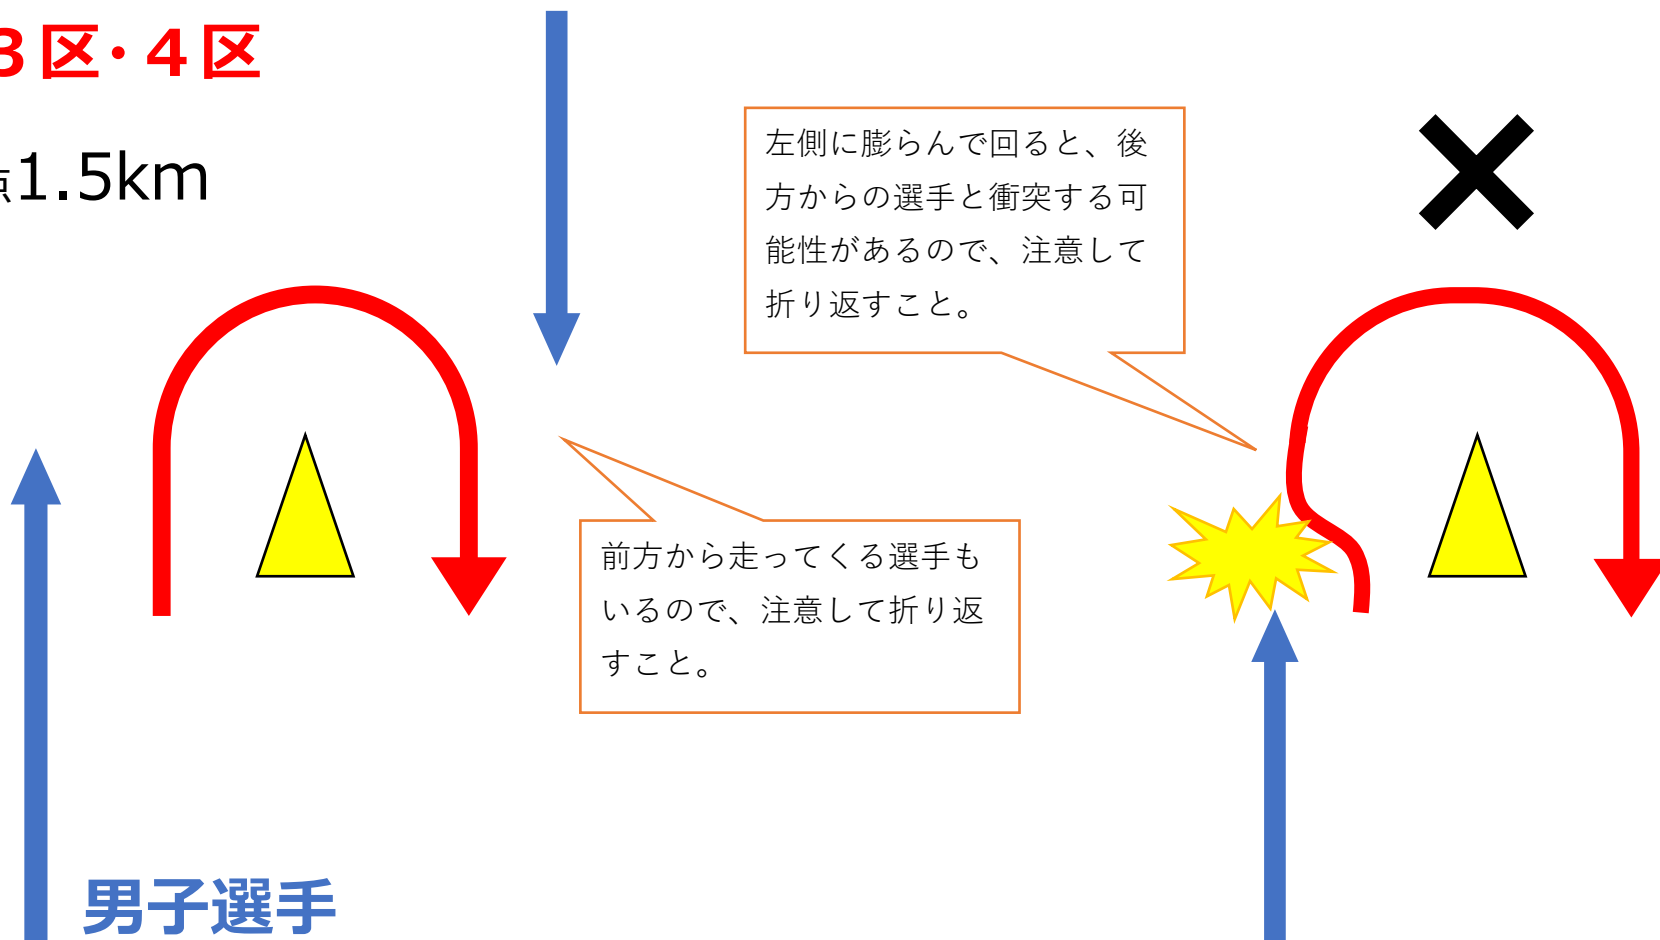 ３区・４区
点1.5km
左側に膨らんで回ると、後
方からの選手と衝突する可
能性があるので、注意して
折り返すこと。
前方から走ってくる選手も
いるので、注意して折り返
すこと。
男子選手